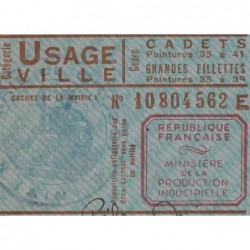 Catégorie
USAGE
VILLE
Genre
CADETS
Pointures 35 à 41
GRANDES FILLETTES
Pointures 35 à 39
CACHET DE LA MAIRIE :
Nº 10804562 E
RÉPUBLIQUE
FRANÇAISE
MINISTÈRE
DE LA
PRODUCTION
INDUSTRIELLE